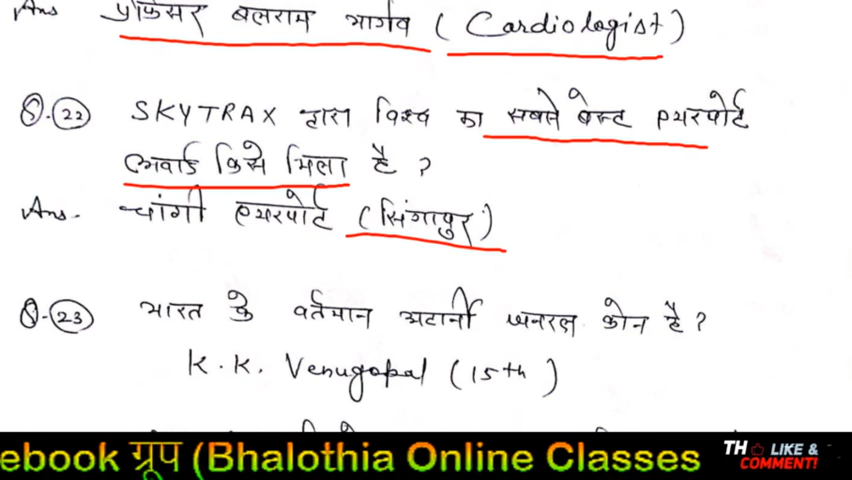 Ans प्रोफेसर बलराम भार्गव (Cardiologist)
Q.22 SKYTRAX द्वारा विश्व का सबसे बेस्ट एयरपोर्ट
अवार्ड किसे मिला है ?
Ans. चांगी एयरपोर्ट (सिंगापुर)
Q.23 भारत के वर्तमान अटार्नी जनरल कौन है ?
K.K. Venugopal (15th)
ebook ग्रूप (Bhalothia Online Classes
TH LIKE &
COMMENT!